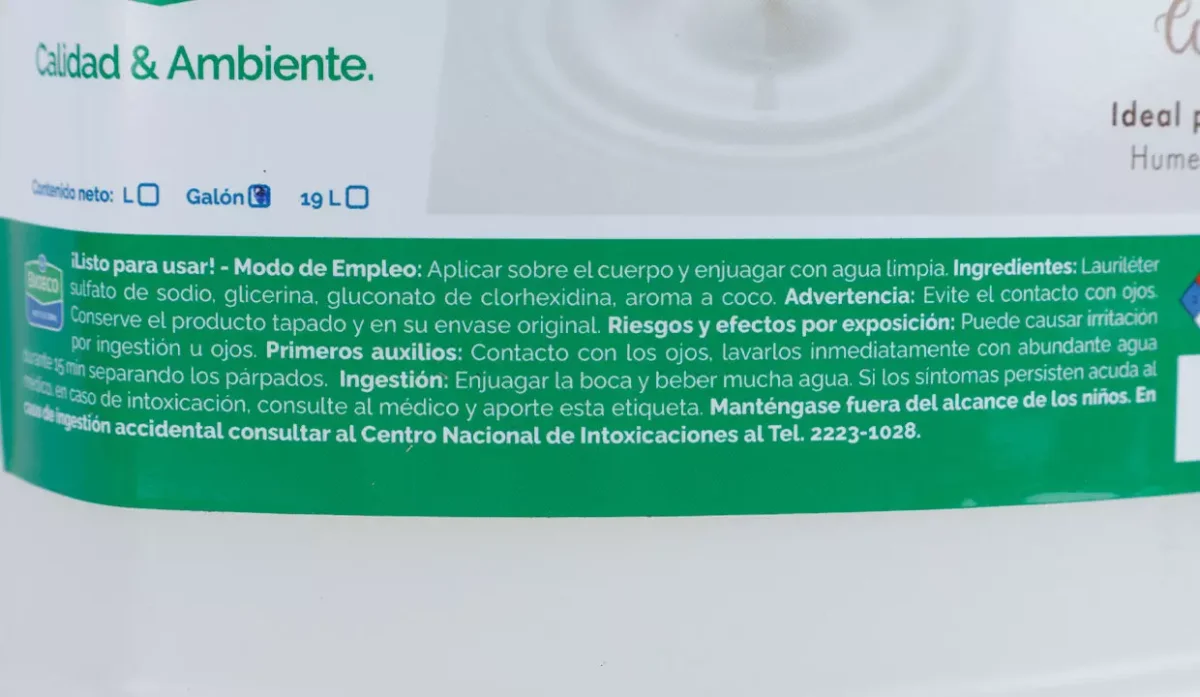 Calidad & Ambiente.
Ideal
Contenido neto: L Galón 19 L
¡Listo para usar! - Modo de Empleo: Aplicar sobre el cuerpo y enjuagar con agua limpia. Ingredientes: Lauriléter
sulfato de sodio, glicerina, gluconato de clorhexidina, aroma a coco. Advertencia: Evite el contacto con ojos.
Conserve el producto tapado y en su envase original. Riesgos y efectos por exposición: Puede causar irritación
por ingestión u ojos. Primeros auxilios: Contacto con los ojos, lavarlos inmediatamente con abundante agua
durante 15 min separando los párpados. Ingestión: Enjuagar la boca y beber mucha agua. Si los síntomas persisten acuda al
médico, en caso de intoxicación, consulte al médico y aporte esta etiqueta. Manténgase fuera del alcance de los niños. En
caso de ingestión accidental consultar al Centro Nacional de Intoxicaciones al Tel. 2223-1028.